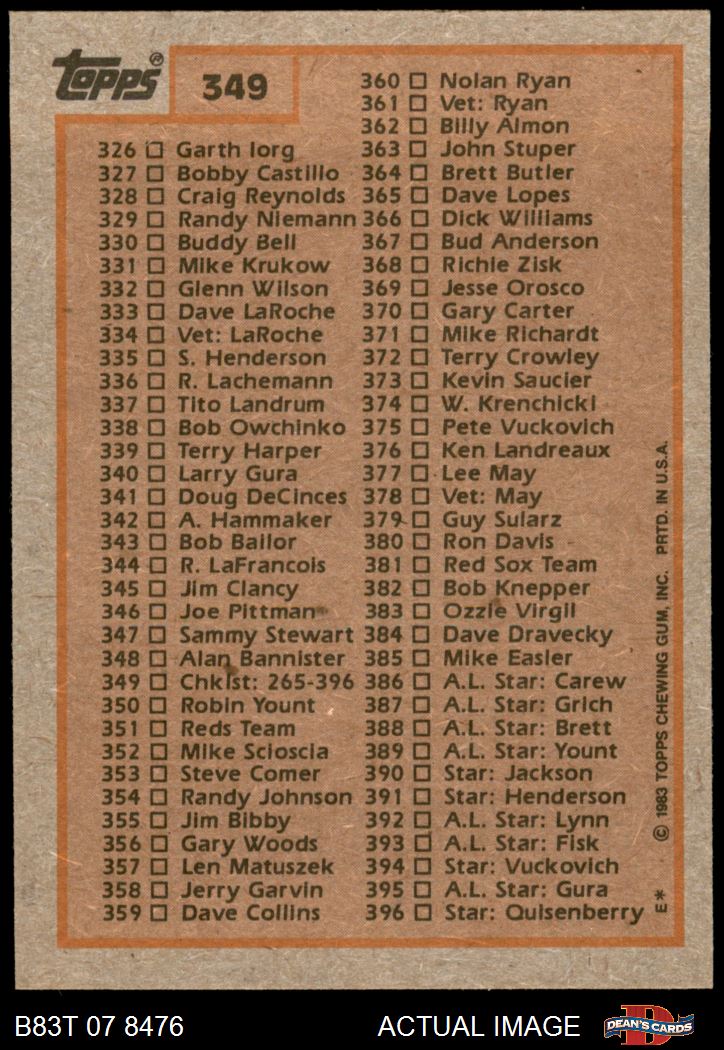 TOPPS®
349
326 □ Garth Iorg
327 □ Bobby Castillo
328 □ Craig Reynolds
329 □ Randy Niemann
330 □ Buddy Bell
331 □ Mike Krukow
332 □ Glenn Wilson
333 □ Dave LaRoche
334 □ Vet: LaRoche
335 □ S. Henderson
336 □ R. Lachemann
337 □ Tito Landrum
338 □ Bob Owchinko
339 □ Terry Harper
340 □ Larry Gura
341 □ Doug DeCinces
342 □ A. Hammaker
343 □ Bob Bailor
344 □ R. LaFrancois
345 □ Jim Clancy
346 □ Joe Pittman
347 □ Sammy Stewart
348 □ Alan Bannister
349 □ Chklst: 265-396
350 □ Robin Yount
351 □ Reds Team
352 □ Mike Scioscia
353 □ Steve Comer
354 □ Randy Johnson
355 □ Jim Bibby
356 □ Gary Woods
357 □ Len Matuszek
358 □ Jerry Garvin
359 □ Dave Collins
360 □ Nolan Ryan
361 □ Vet: Ryan
362 □ Billy Almon
363 □ John Stuper
364 □ Brett Butler
365 □ Dave Lopes
366 □ Dick Williams
367 □ Bud Anderson
368 □ Richie Zisk
369 □ Jesse Orosco
370 □ Gary Carter
371 □ Mike Richardt
372 □ Terry Crowley
373 □ Kevin Saucier
374 □ W. Krenchicki
375 □ Pete Vuckovich
376 □ Ken Landreaux
377 □ Lee May
378 □ Vet: May
379 □ Guy Sularz
380 □ Ron Davis
381 □ Red Sox Team
382 □ Bob Knepper
383 □ Ozzie Virgil
384 □ Dave Dravecky
385 □ Mike Easler
386 □ A.L. Star: Carew
387 □ A.L. Star: Grich
388 □ A.L. Star: Brett
389 □ A.L. Star: Yount
390 □ Star: Jackson
391 □ Star: Henderson
392 □ A.L. Star: Lynn
393 □ A.L. Star: Fisk
394 □ Star: Vuckovich
395 □ A.L. Star: Gura
396 □ Star: Quisenberry
E* © 1983 TOPPS CHEWING GUM, INC. PRTD. IN U.S.A.
B83T 07 8476
ACTUAL IMAGE
D
DEAN'S CARDS